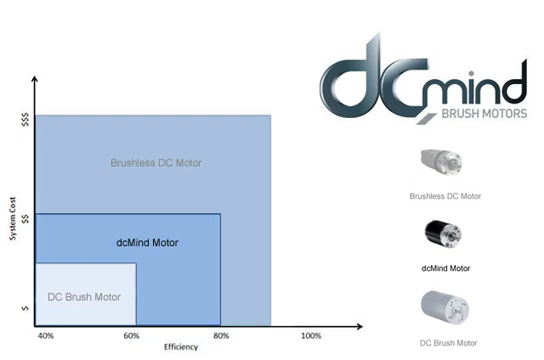 dcmind
BRUSH MOTORS
System Cost
$$$
$$
$
Brushless DC Motor
dcMind Motor
DC Brush Motor
40%
60%
80%
100%
Efficiency
Brushless DC Motor
dcMind Motor
DC Brush Motor